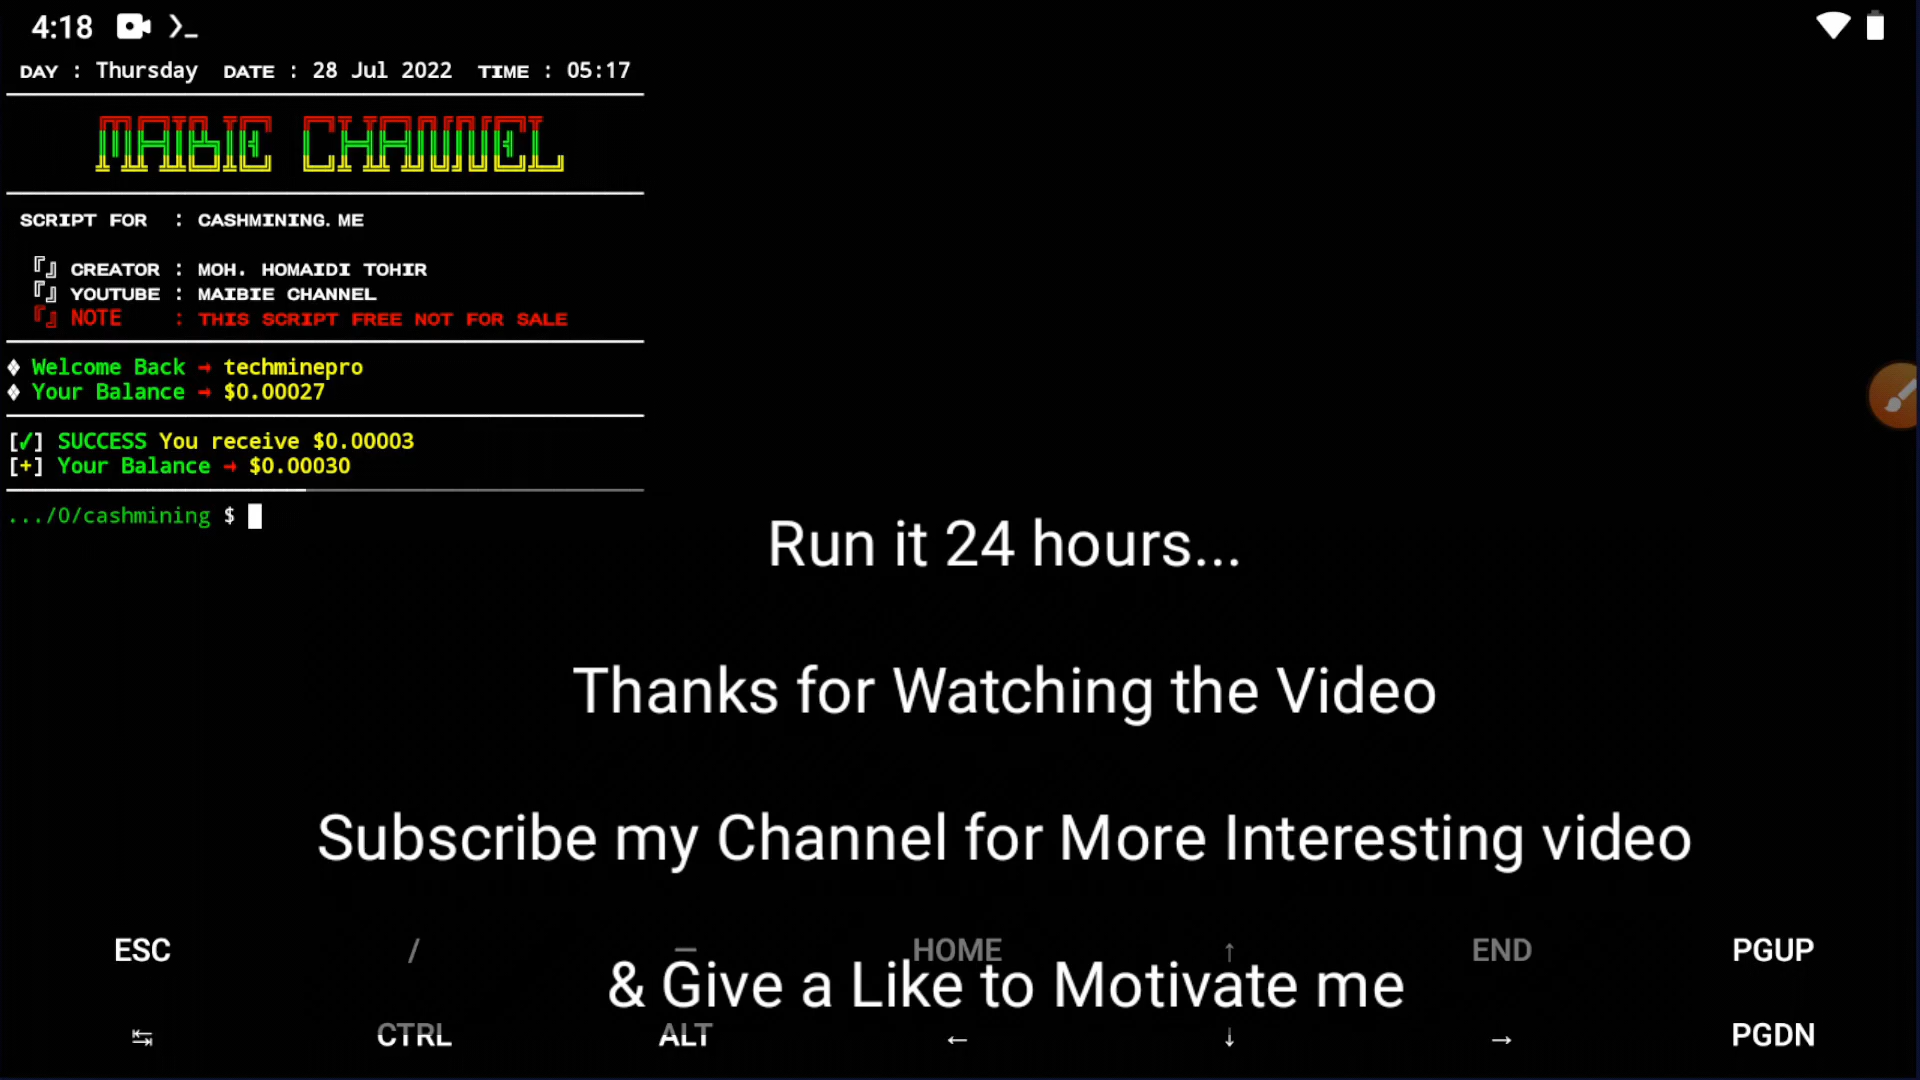 4:18
DAY : Thursday DATE : 28 Jul 2022 TIME : 05:17
MAIBIE CHANNEL
SCRIPT FOR : CASHMINING.ME
『』 CREATOR : MOH. HOMAIDI TOHIR
『』 YOUTUBE : MAIBIE CHANNEL
『』 NOTE : THIS SCRIPT FREE NOT FOR SALE
Welcome Back → techminepro
Your Balance → $0.00027
[✓] SUCCESS You receive $0.00003
[+] Your Balance → $0.00030
.../0/cashmining $
Run it 24 hours...
Thanks for Watching the Video
Subscribe my Channel for More Interesting video
& Give a Like to Motivate me
ESC / — HOME ↑ END PGUP
↹ CTRL ALT ← ↓ → PGDN